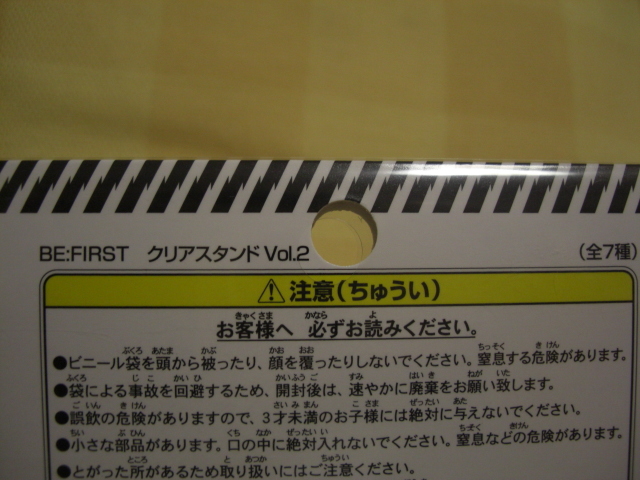 BE:FIRST クリアスタンド Vol.2 (全7種)
⚠注意(ちゅうい)
お客様へ 必ずお読みください。
●ビニール袋を頭から被ったり、顔を覆ったりしないでください。窒息する危険があります。
●袋による事故を回避するため、開封後は、速やかに廃棄をお願い致します。
●誤飲の危険がありますので、3才未満のお子様には絶対に与えないでください。
●小さな部品があります。口の中に絶対入れないでください。窒息などの危険があります。
●とがった所があるため取り扱いにはご注意ください。